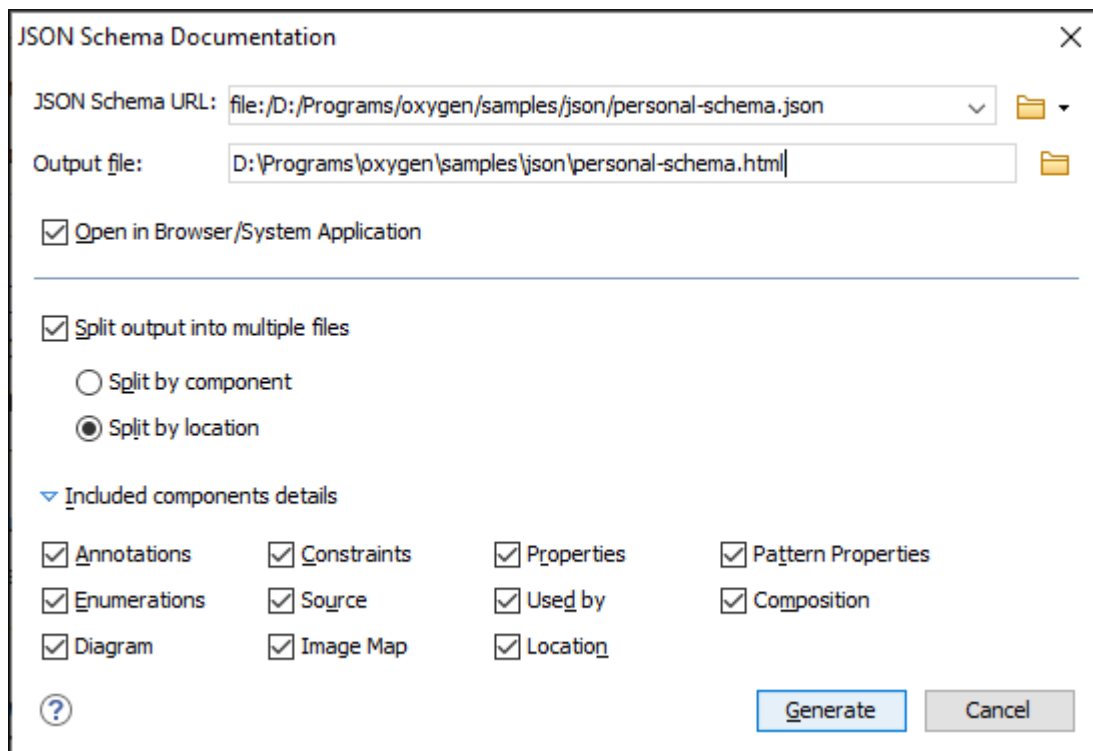 JSON Schema Documentation
JSON Schema URL: file:/D:/Programs/oxygen/samples/json/personal-schema.json
Output file: D:\Programs\oxygen\samples\json\personal-schema.html
Open in Browser/System Application
Split output into multiple files
Split by component
Split by location
Included components details
Annotations Constraints Properties Pattern Properties
Enumerations Source Used by Composition
Diagram Image Map Location
? Generate Cancel